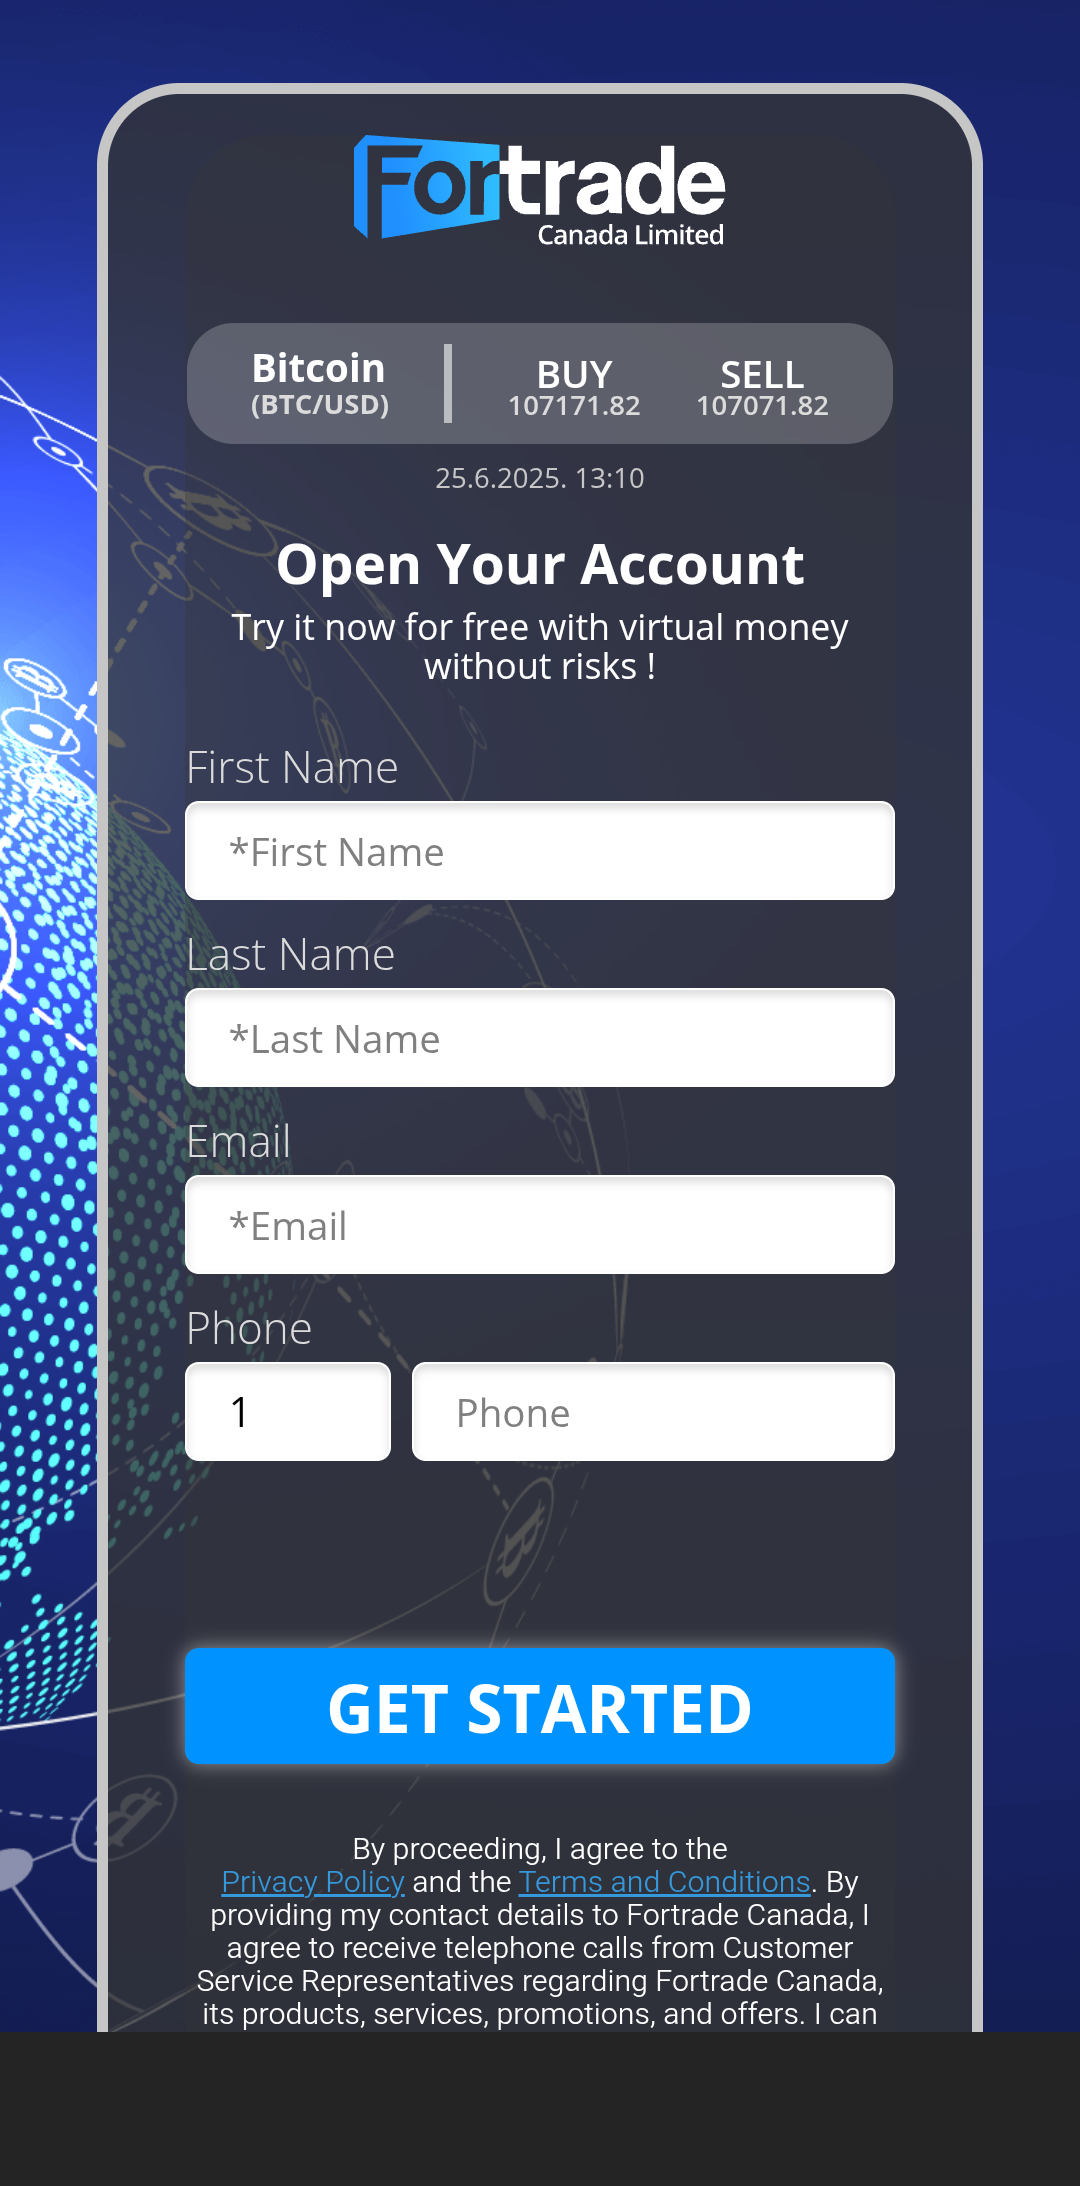 Fortrade
Canada Limited
Bitcoin
(BTC/USD)
BUY
107171.82
SELL
107071.82
25.6.2025. 13:10
Open Your Account
Try it now for free with virtual money
without risks !
First Name
*First Name
Last Name
*Last Name
Email
*Email
Phone
1
Phone
GET STARTED
By proceeding, I agree to the
Privacy Policy and the Terms and Conditions. By
providing my contact details to Fortrade Canada, I
agree to receive telephone calls from Customer
Service Representatives regarding Fortrade Canada,
its products, services, promotions, and offers. I can